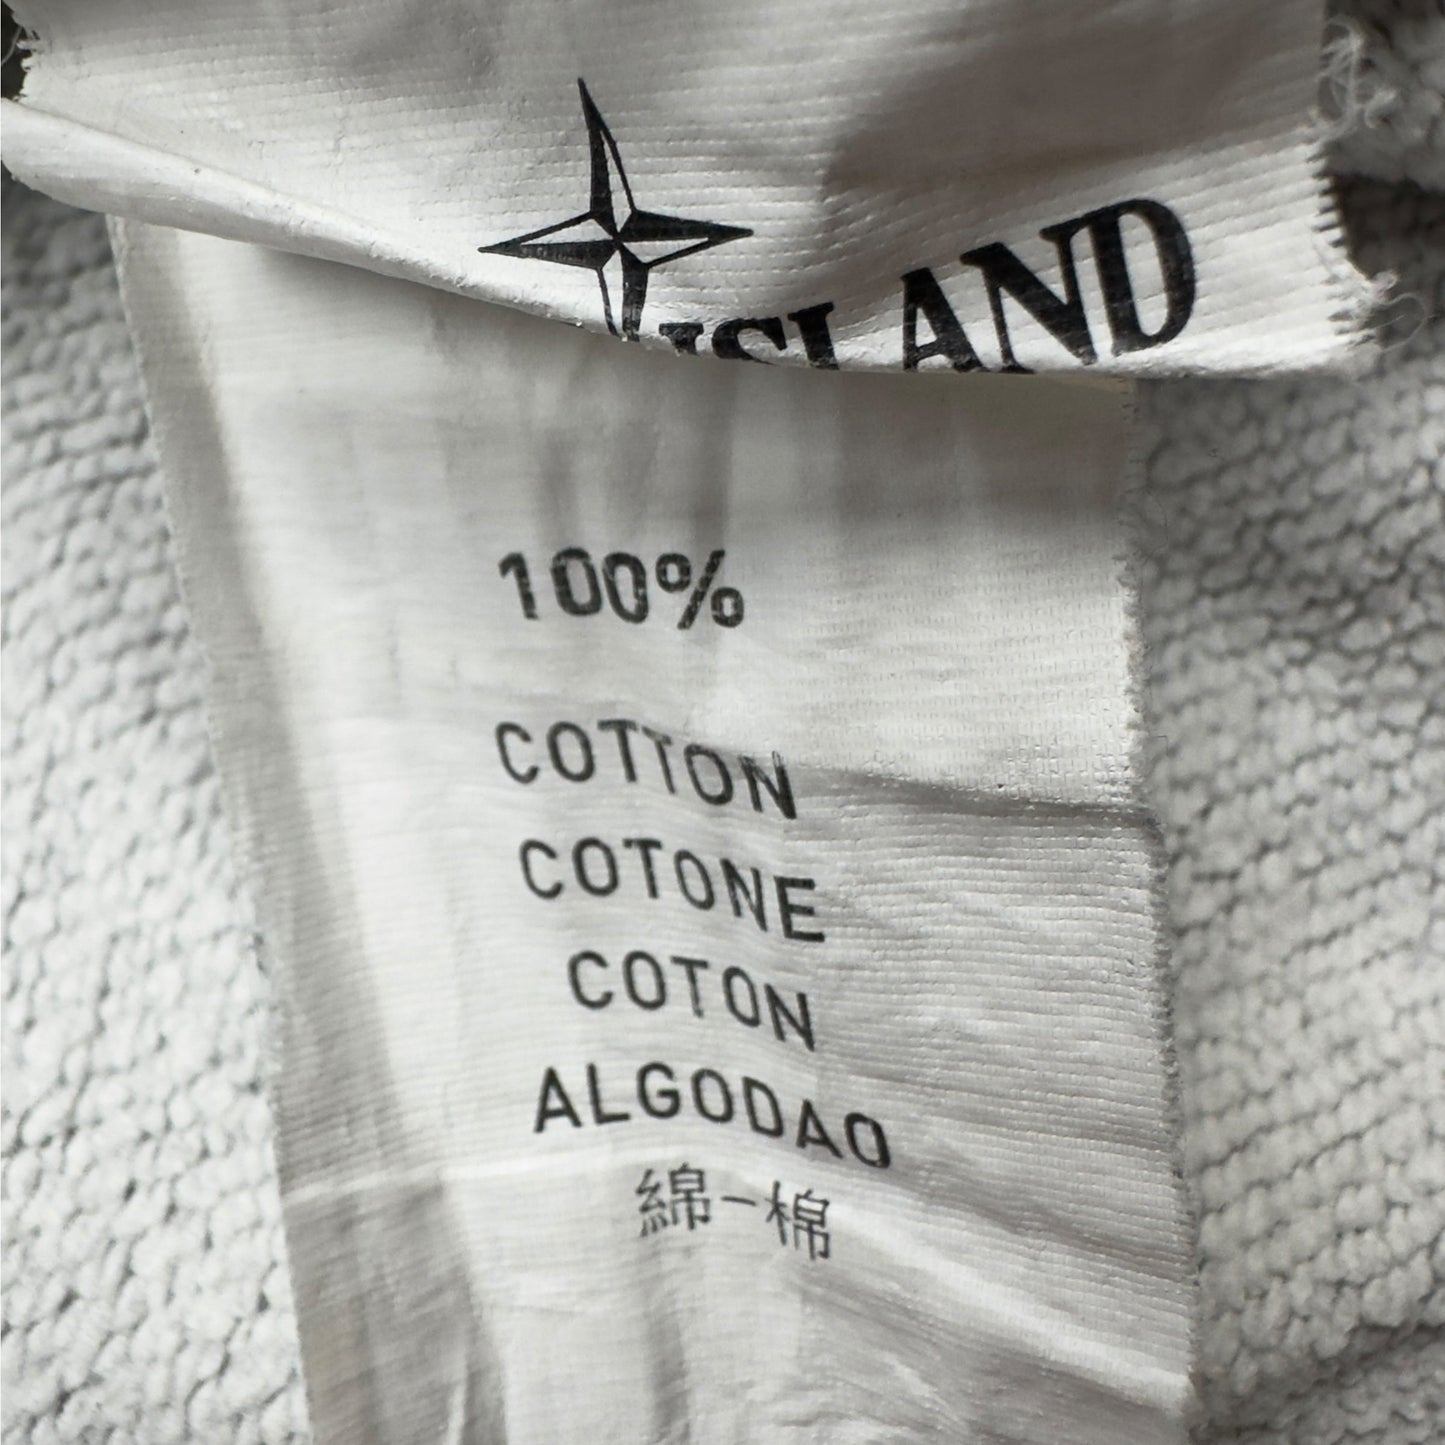 ISLAND
100%
COTTON
COTONE
COTON
ALGODAO
綿-棉